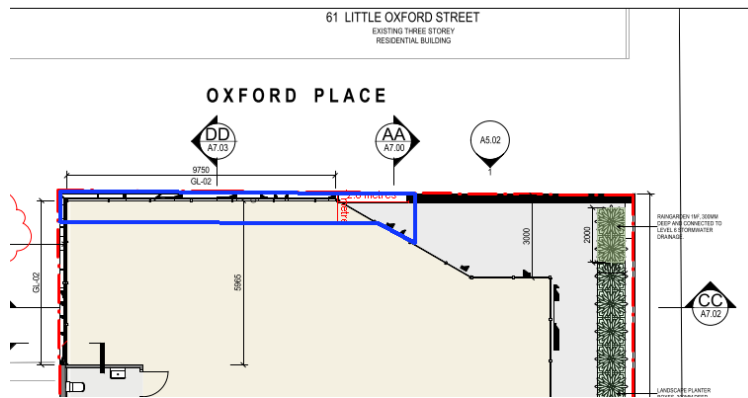 61 LITTLE OXFORD STREET
EXISTING THREE STOREY
RESIDENTIAL BUILDING
OXFORD PLACE
DD
A7.03
AA
A7.00
A5.02
1
9750
GL-02
metres
GL-02
5965
3000
2000
RAINGARDEN 1M², 300MM
DEEP AND CONNECTED TO
LEVEL 6 STORMWATER
DRAINAGE.
CC
A7.02
LANDSCAPE PLANTER